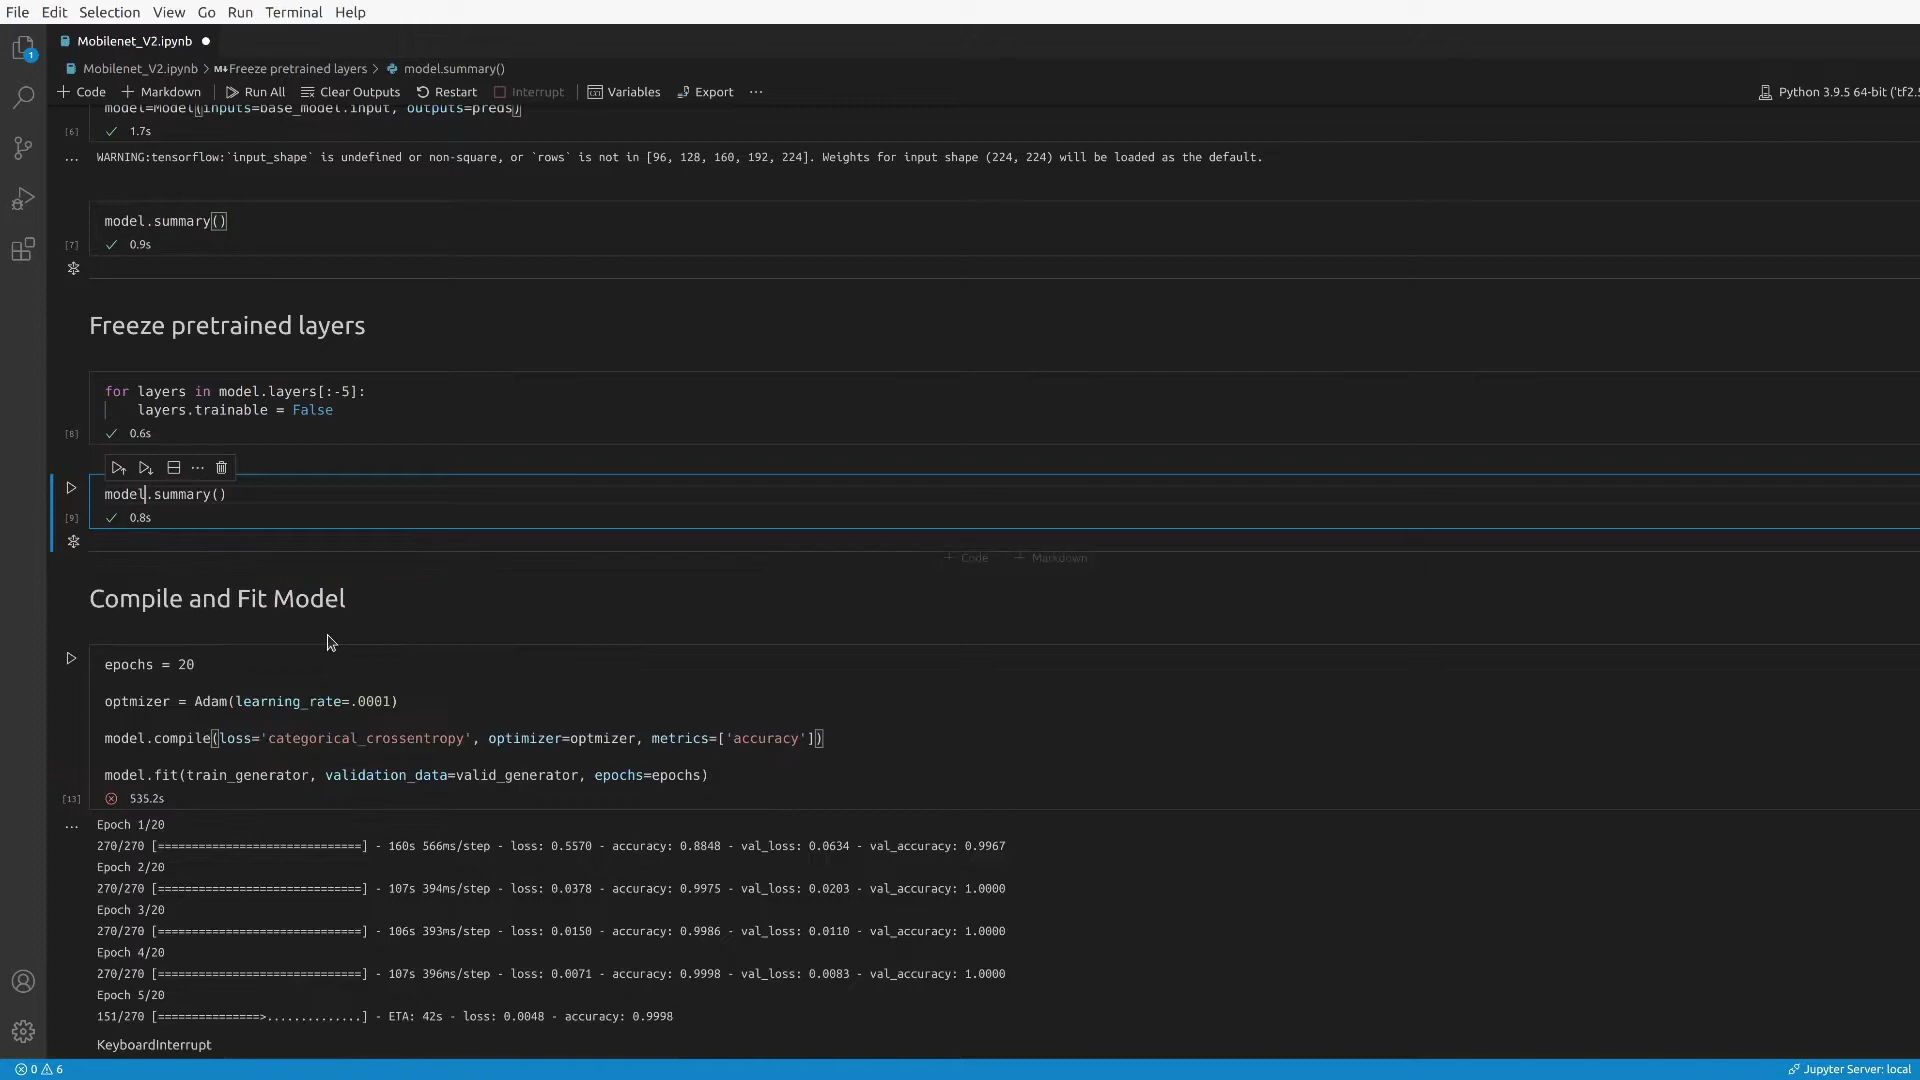 File Edit Selection View Go Run Terminal Help
Mobilenet_V2.ipynb
1
Mobilenet_V2.ipynb > M↓Freeze pretrained layers > model.summary()
+ Code + Markdown Run All Clear Outputs Restart Interrupt Variables Export ... Python 3.9.5 64-bit ('tf2.5
model=Model(inputs=base_model.input, outputs=preds)
[6] 1.7s
... WARNING:tensorflow:`input_shape` is undefined or non-square, or `rows` is not in [96, 128, 160, 192, 224]. Weights for input shape (224, 224) will be loaded as the default.
model.summary()
[7] 0.9s
Freeze pretrained layers
for layers in model.layers[:-5]:
layers.trainable = False
[8] 0.6s
model.summary()
[9] 0.8s
+ Code + Markdown
Compile and Fit Model
epochs = 20
optmizer = Adam(learning_rate=.0001)
model.compile(loss='categorical_crossentropy', optimizer=optmizer, metrics=['accuracy'])
model.fit(train_generator, validation_data=valid_generator, epochs=epochs)
[13] 535.2s
... Epoch 1/20
270/270 [==============================] - 160s 566ms/step - loss: 0.5570 - accuracy: 0.8848 - val_loss: 0.0634 - val_accuracy: 0.9967
Epoch 2/20
270/270 [==============================] - 107s 394ms/step - loss: 0.0378 - accuracy: 0.9975 - val_loss: 0.0203 - val_accuracy: 1.0000
Epoch 3/20
270/270 [==============================] - 106s 393ms/step - loss: 0.0150 - accuracy: 0.9986 - val_loss: 0.0110 - val_accuracy: 1.0000
Epoch 4/20
270/270 [==============================] - 107s 396ms/step - loss: 0.0071 - accuracy: 0.9998 - val_loss: 0.0083 - val_accuracy: 1.0000
Epoch 5/20
151/270 [===============>..............] - ETA: 42s - loss: 0.0048 - accuracy: 0.9998
KeyboardInterrupt
0 6 Jupyter Server: local